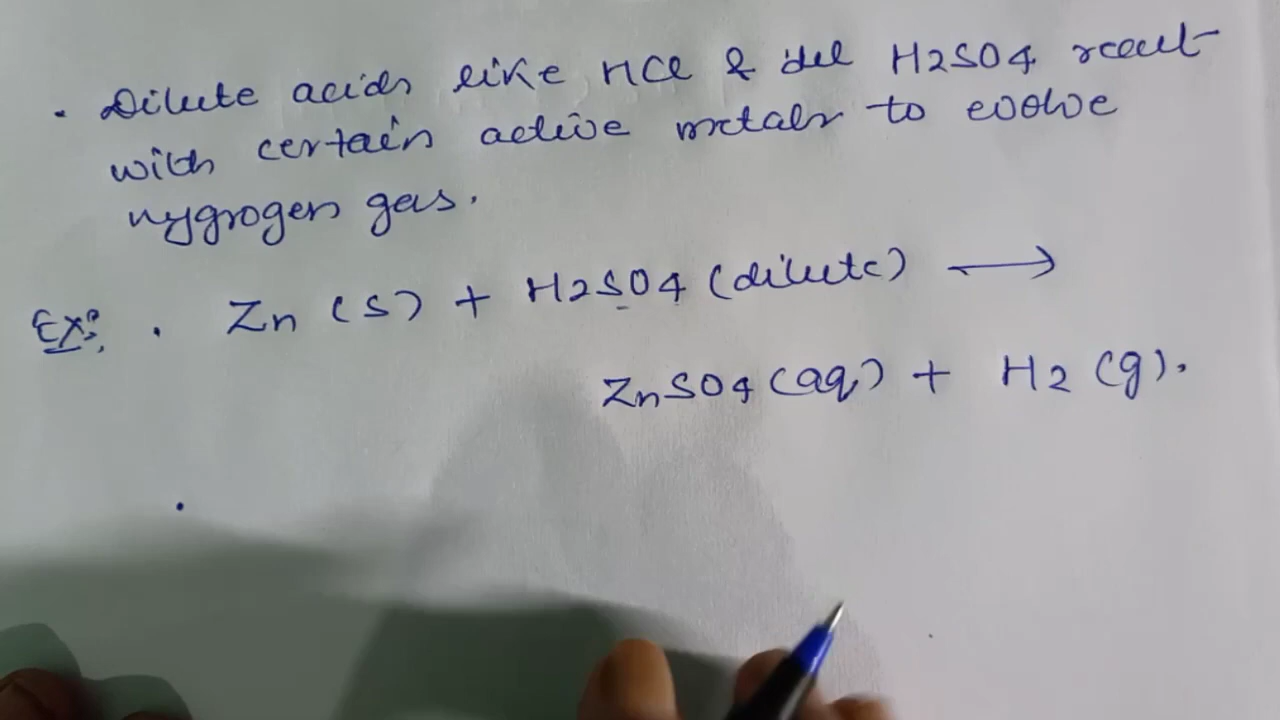 . Dilute acids like HCl & dil H2SO4 react
with certain active metals to evolve
hygrogen gas.
Ex: . Zn (s) + H2SO4 (dilute) →
ZnSO4 (aq) + H2 (g).
.